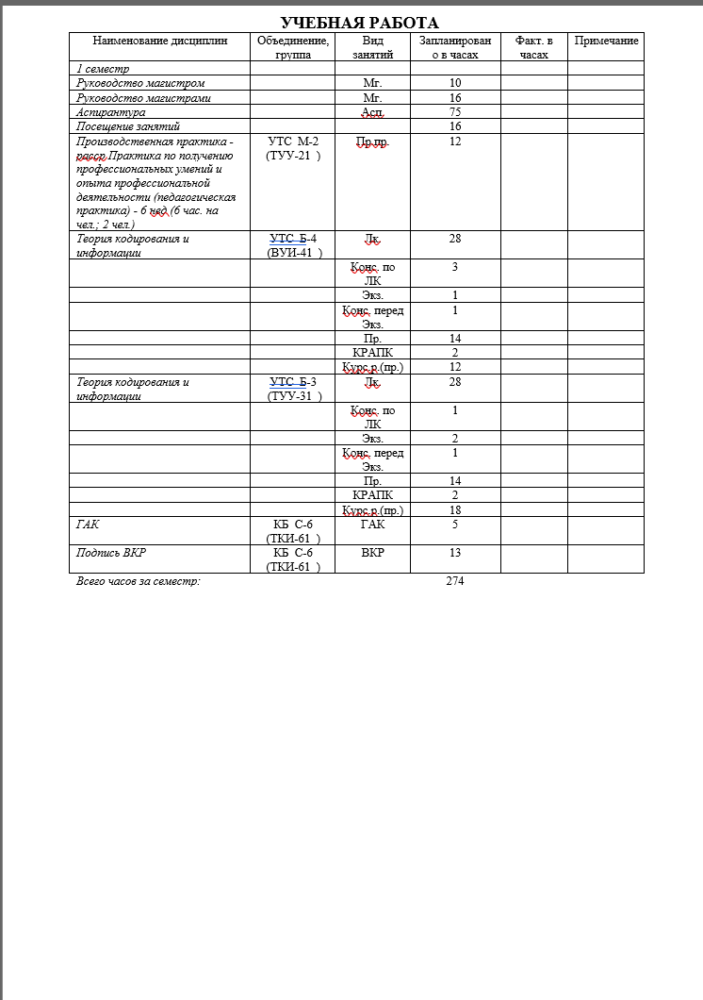 УЧЕБНАЯ РАБОТА
Наименование дисциплин Объединение, группа Вид занятий Запланировано в часах Факт. в часах Примечание
1 семестр
Руководство магистром Мг. 10
Руководство магистрами Мг. 16
Аспирантура Асп. 75
Посещение занятий 16
Производственная практика - УТС М-2 Пр.пр. 12
расср.Практика по получению (ТУУ-21 )
профессиональных умений и
опыта профессиональной
деятельности (педагогическая
практика) - 6 нед.(6 час. на
чел.; 2 чел.)
Теория кодирования и УТС Б-4 Лк. 28
информации (ВУИ-41 )
Конс. по 3
ЛК
Экз. 1
Конс. перед 1
Экз.
Пр. 14
КРАПК 2
Курс.р.(пр.) 12
Теория кодирования и УТС Б-3 Лк. 28
информации (ТУУ-31 )
Конс. по 1
ЛК
Экз. 2
Конс. перед 1
Экз.
Пр. 14
КРАПК 2
Курс.р.(пр.) 18
ГАК КБ С-6 ГАК 5
(ТКИ-61 )
Подпись ВКР КБ С-6 ВКР 13
(ТКИ-61 )
Всего часов за семестр: 274